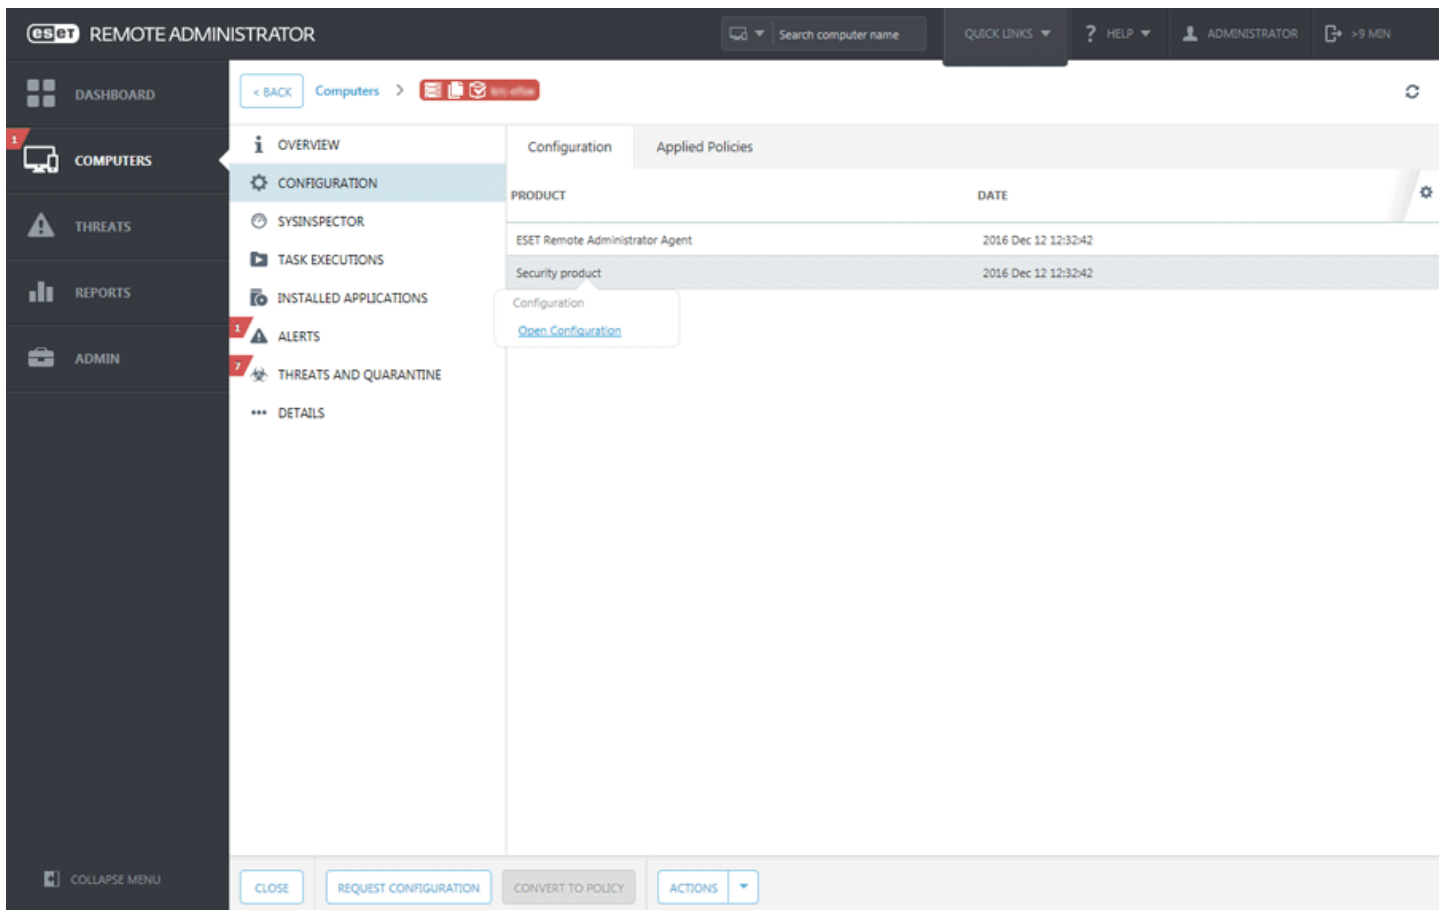 eseT REMOTE ADMINISTRATOR
Search computer name
QUICK LINKS
? HELP
ADMINISTRATOR
>9 MIN
DASHBOARD
1
COMPUTERS
THREATS
REPORTS
ADMIN
COLLAPSE MENU
< BACK
Computers >
OVERVIEW
CONFIGURATION
SYSINSPECTOR
TASK EXECUTIONS
INSTALLED APPLICATIONS
1
ALERTS
7
THREATS AND QUARANTINE
DETAILS
Configuration Applied Policies
PRODUCT DATE
ESET Remote Administrator Agent 2016 Dec 12 12:32:42
Security product 2016 Dec 12 12:32:42
Configuration
Open Configuration
CLOSE
REQUEST CONFIGURATION
CONVERT TO POLICY
ACTIONS